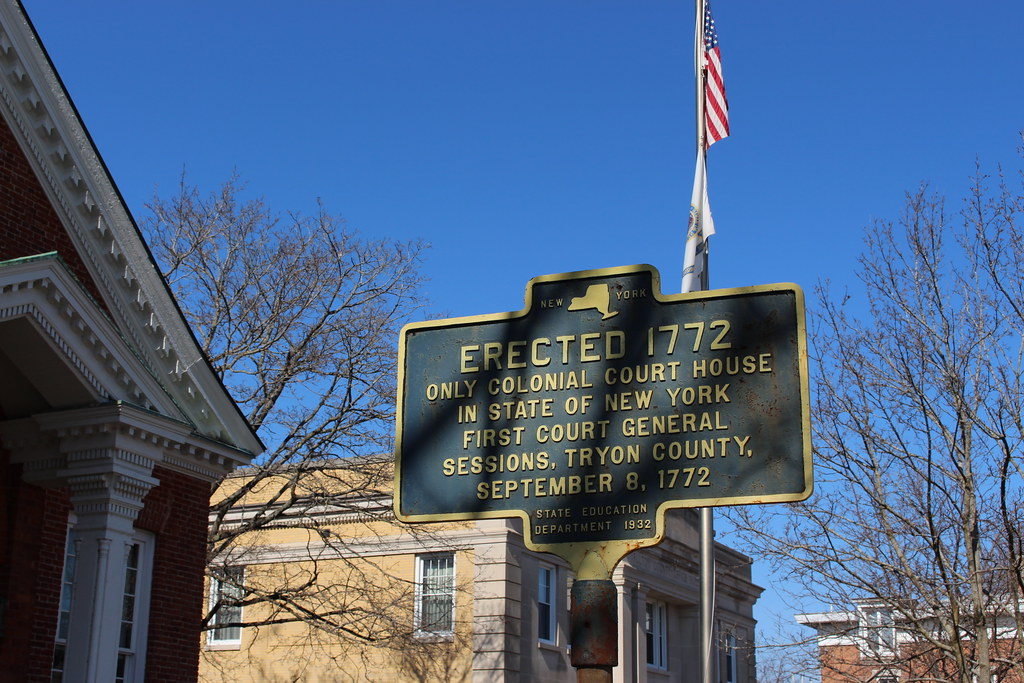 NEW YORK
ERECTED 1772
ONLY COLONIAL COURT HOUSE
IN STATE OF NEW YORK
FIRST COURT GENERAL
SESSIONS, TRYON COUNTY,
SEPTEMBER 8, 1772
STATE EDUCATION
DEPARTMENT 1932